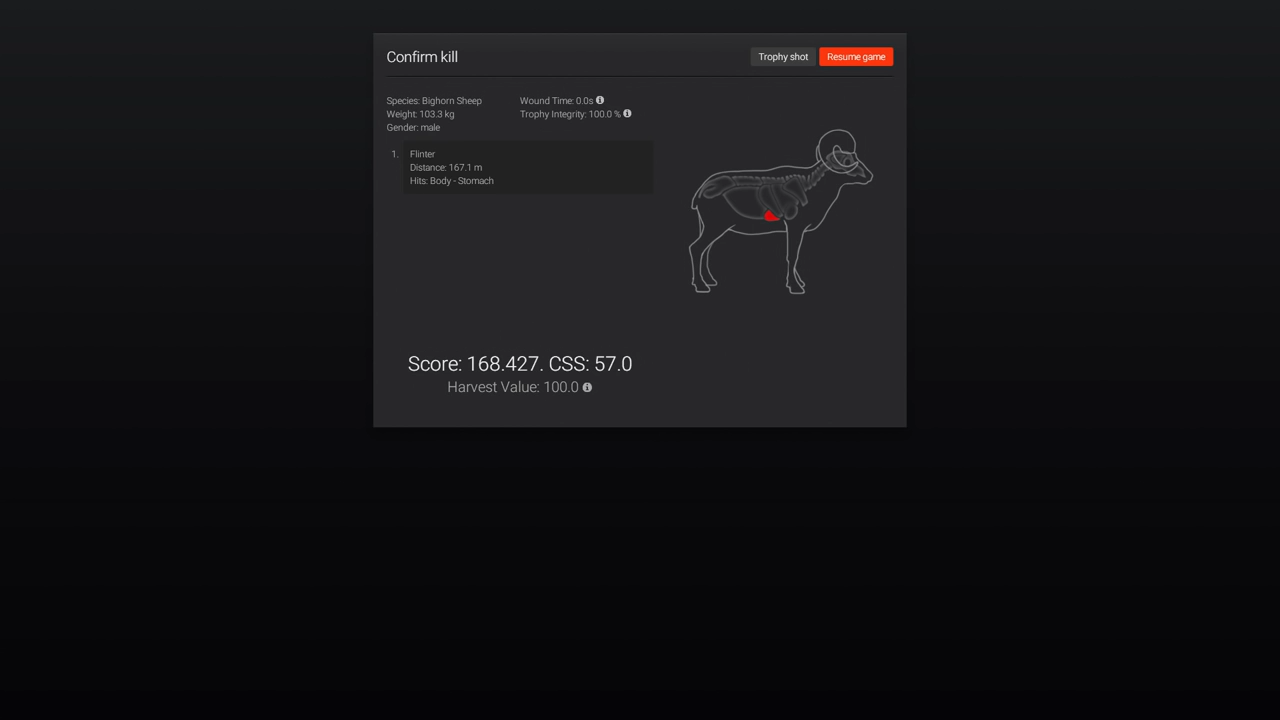 Confirm kill
Trophy shot
Resume game
Species: Bighorn Sheep
Weight: 103.3 kg
Gender: male
Wound Time: 0.0s
Trophy Integrity: 100.0 %
1.
Flinter
Distance: 167.1 m
Hits: Body - Stomach
Score: 168.427. CSS: 57.0
Harvest Value: 100.0